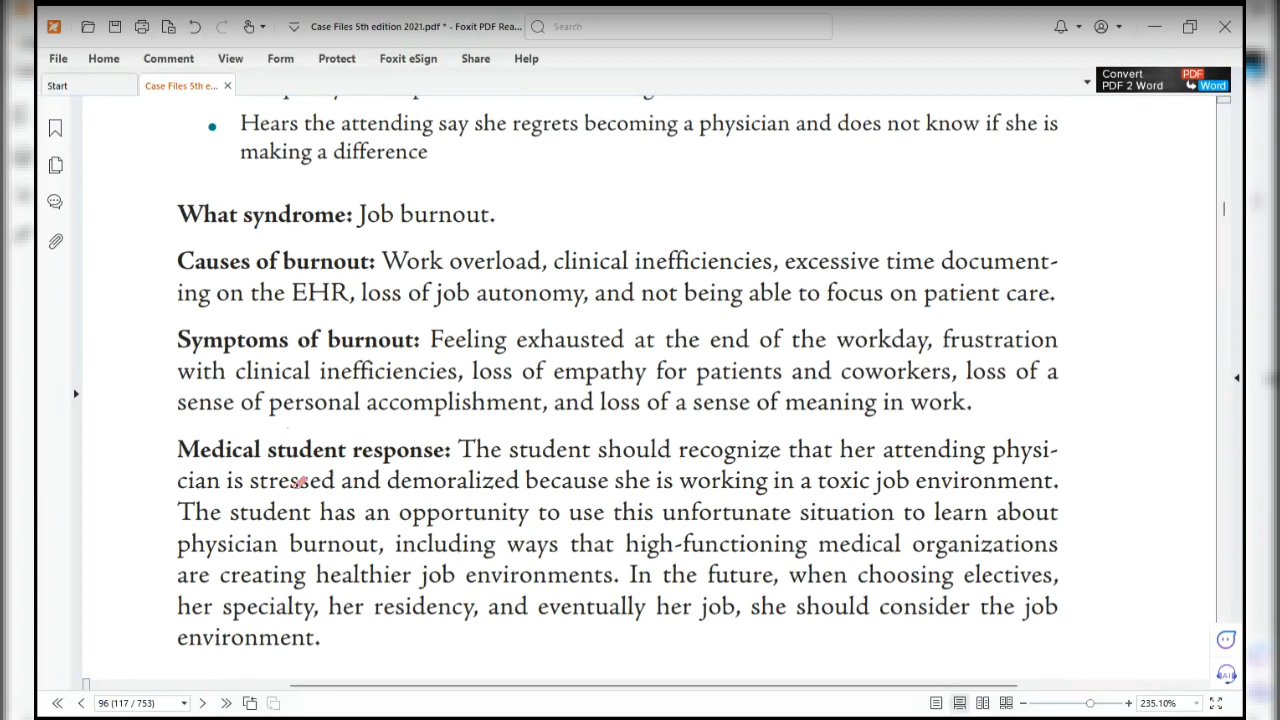 Case Files 5th edition 2021.pdf * - Foxit PDF Rea...
Search
File Home Comment View Form Protect Foxit eSign Share Help
Start
Case Files 5th e...
Convert PDF
PDF 2 Word Word
Hears the attending say she regrets becoming a physician and does not know if she is
making a difference
What syndrome: Job burnout.
Causes of burnout: Work overload, clinical inefficiencies, excessive time document-
ing on the EHR, loss of job autonomy, and not being able to focus on patient care.
Symptoms of burnout: Feeling exhausted at the end of the workday, frustration
with clinical inefficiencies, loss of empathy for patients and coworkers, loss of a
sense of personal accomplishment, and loss of a sense of meaning in work.
Medical student response: The student should recognize that her attending physi-
cian is stressed and demoralized because she is working in a toxic job environment.
The student has an opportunity to use this unfortunate situation to learn about
physician burnout, including ways that high-functioning medical organizations
are creating healthier job environments. In the future, when choosing electives,
her specialty, her residency, and eventually her job, she should consider the job
environment.
AI
96 (117 / 753)
235.10%